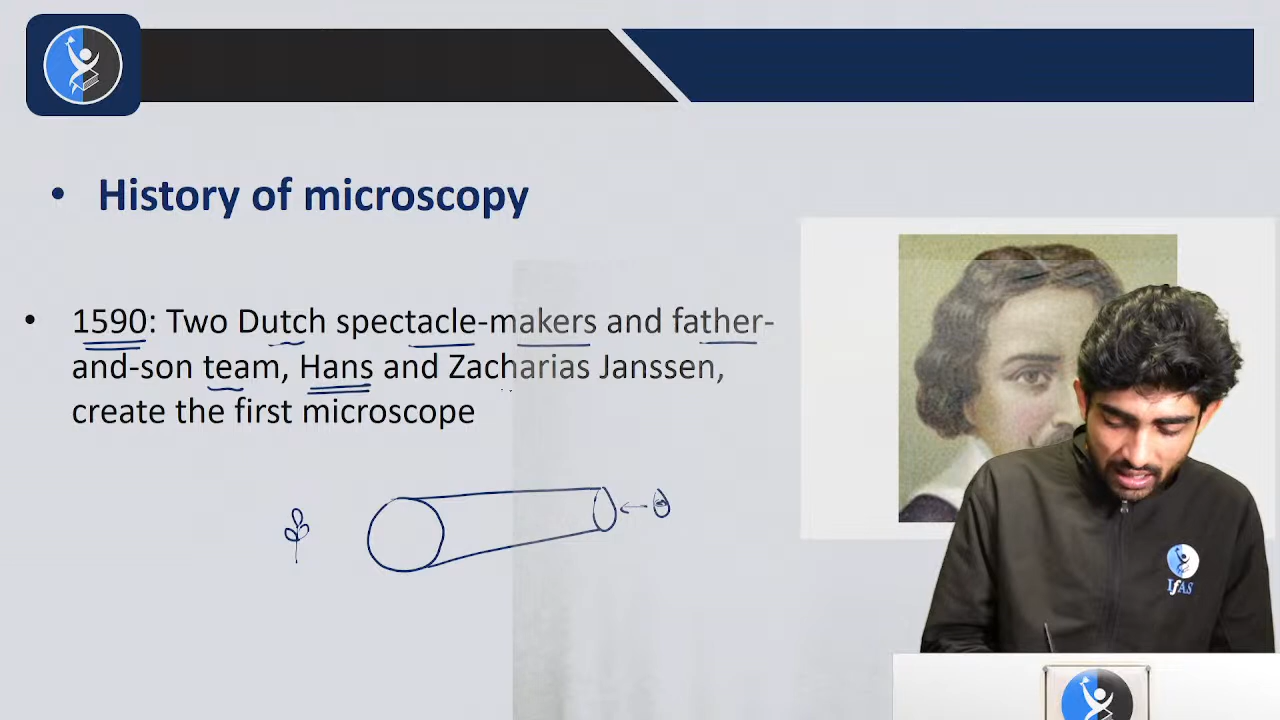 • History of microscopy
• 1590: Two Dutch spectacle-makers and father-
and-son team, Hans and Zacharias Janssen,
create the first microscope
IfAS